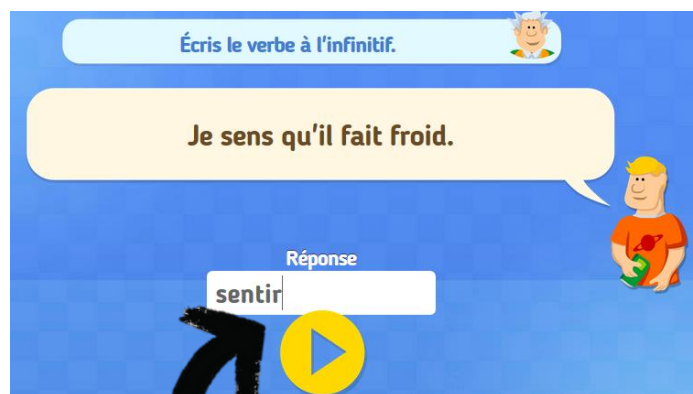 Écris le verbe à l'infinitif.
Je sens qu'il fait froid.
Réponse
sentir